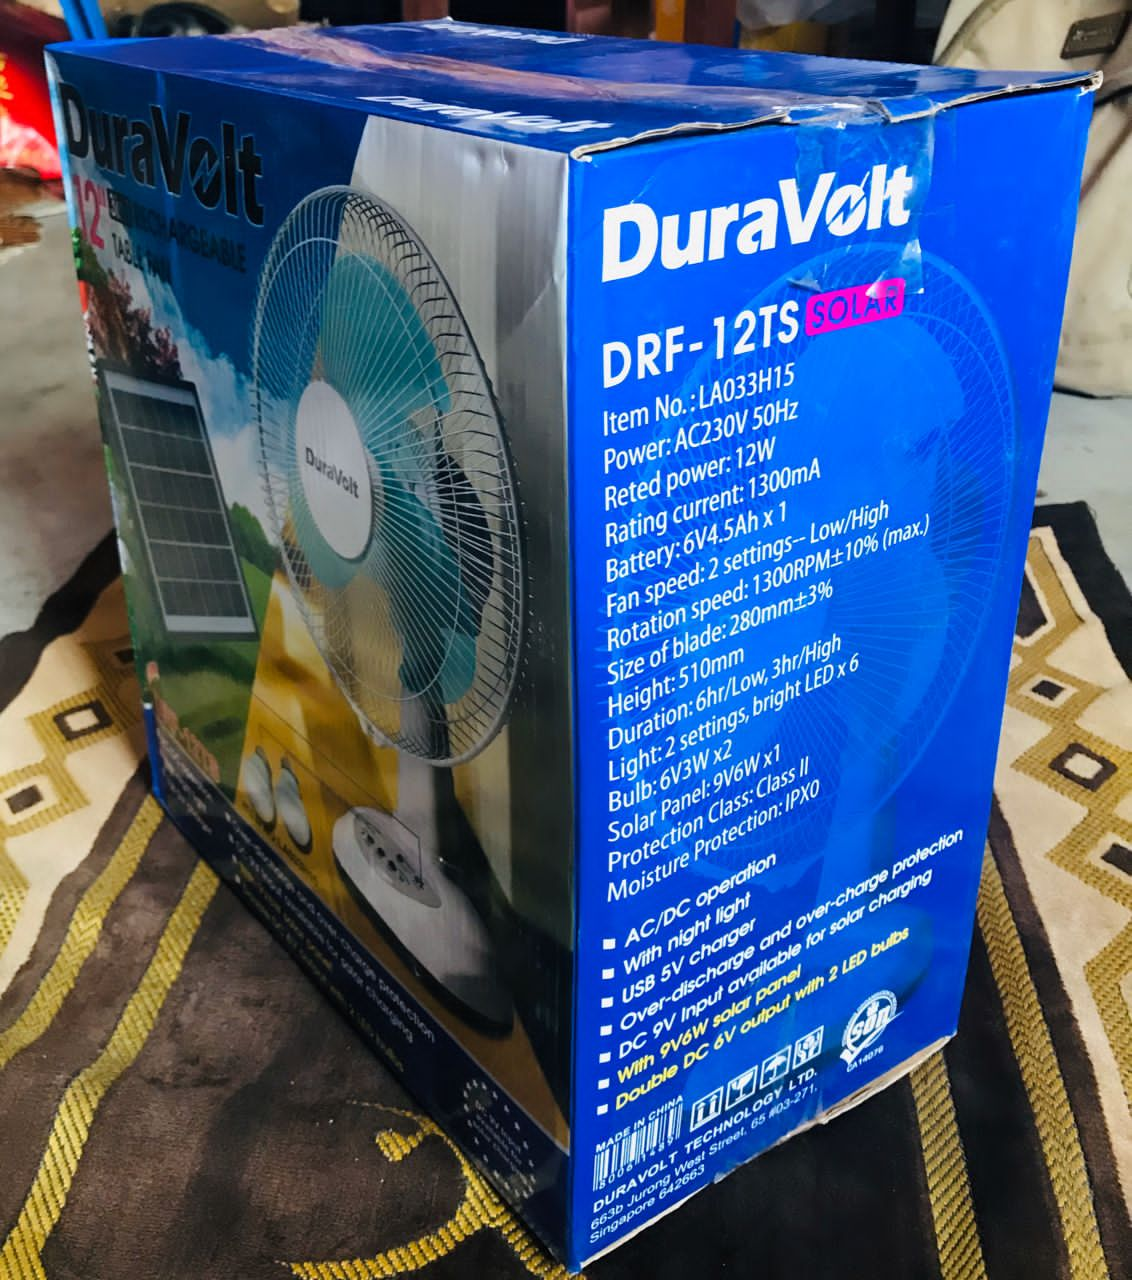 DuraVolt
DuraVolt
DuraVolt
12"
RECHARGEABLE
TABLE FAN
DuraVolt
DuraVolt
DRF-12TS SOLAR
Item No.: LA033H15
Power: AC230V 50Hz
Reted power: 12W
Rating current: 1300mA
Battery: 6V4.5Ah x 1
Fan speed: 2 settings-- Low/High
Rotation speed: 1300RPM±10% (max.)
Size of blade: 280mm±3%
Height: 510mm
Duration: 6hr/Low, 3hr/High
Light: 2 settings, bright LED x 6
Bulb: 6V3W x2
Solar Panel: 9V6W x1
Protection Class: Class II
Moisture Protection: IPX0
AC/DC operation
With night light
USB 5V charger
Over-discharge and over-charge protection
DC 9V Input available for solar charging
With 9V6W solar panel
Double DC 6V output with 2 LED bulbs
son
CA14076
MADE IN CHINA
DURAVOLT TECHNOLOGY LTD.
663b Jurong West Street, 65 #03-271,
Singapore 642663